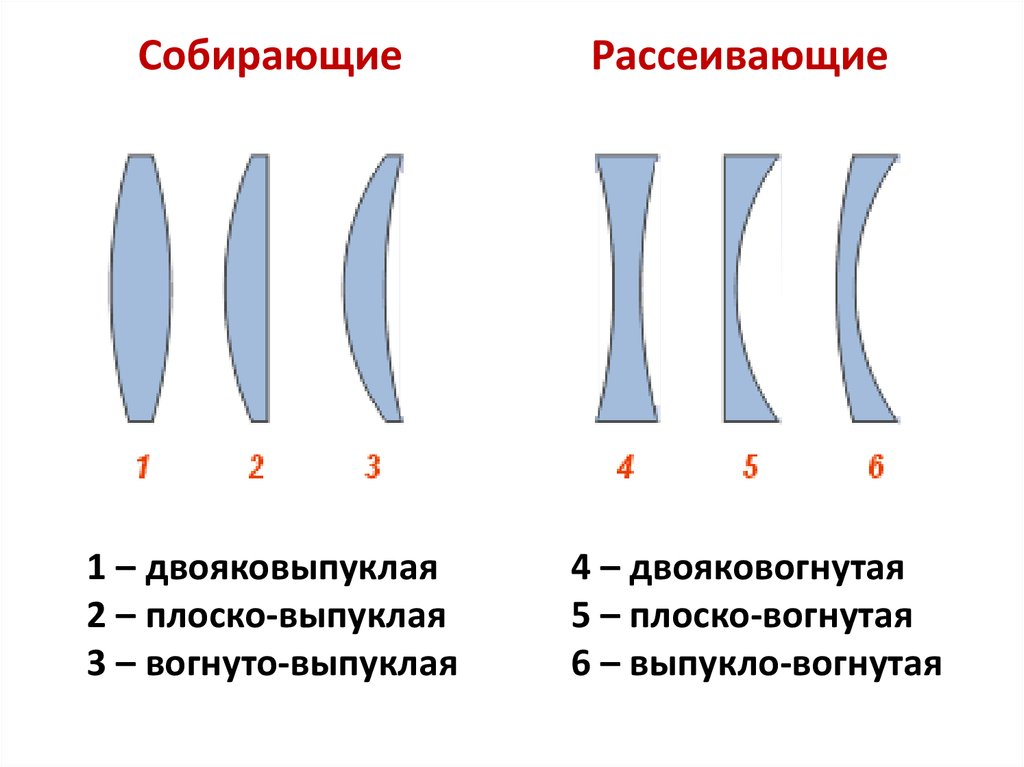 Собирающие
Рассеивающие
1 2 3 4 5 6
1 – двояковыпуклая
2 – плоско-выпуклая
3 – вогнуто-выпуклая
4 – двояковогнутая
5 – плоско-вогнутая
6 – выпукло-вогнутая